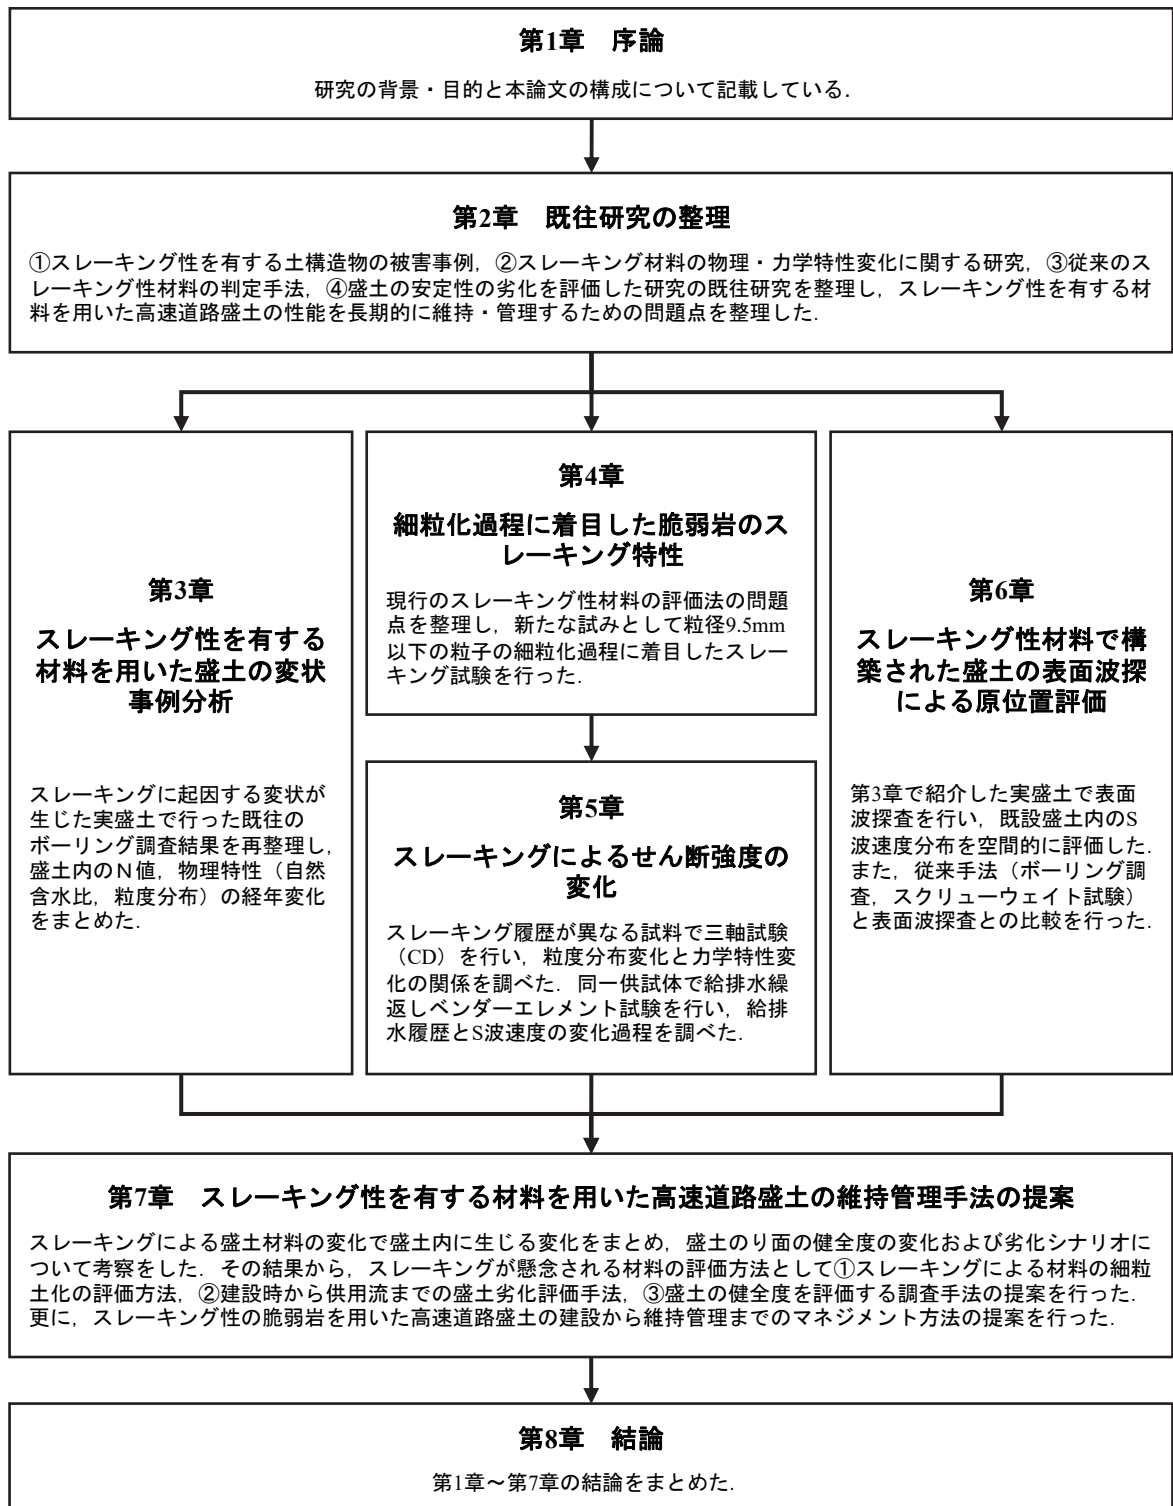 第1章　序論
研究の背景・目的と本論文の構成について記載している.
第2章　既往研究の整理
①スレーキング性を有する土構造物の被害事例，②スレーキング材料の物理・力学特性変化に関する研究，③従来のス
レーキング性材料の判定手法，④盛土の安定性の劣化を評価した研究の既往研究を整理し，スレーキング性を有する材
料を用いた高速道路盛土の性能を長期的に維持・管理するための問題点を整理した.
第3章
スレーキング性を有する
材料を用いた盛土の変状
事例分析
スレーキングに起因する変状が
生じた実盛土で行った既往の
ボーリング調査結果を再整理し，
盛土内のＮ値，物理特性（自然
含水比，粒度分布）の経年変化
をまとめた.
第4章
細粒化過程に着目した脆弱岩のス
レーキング特性
現行のスレーキング性材料の評価法の問題
点を整理し，新たな試みとして粒径9.5mm
以下の粒子の細粒化過程に着目したスレー
キング試験を行った.
第5章
スレーキングによるせん断強度の
変化
スレーキング履歴が異なる試料で三軸試験
（CD）を行い，粒度分布変化と力学特性変
化の関係を調べた．同一供試体で給排水繰
返しベンダーエレメント試験を行い，給排
水履歴とS波速度の変化過程を調べた.
第6章
スレーキング性材料で構
築された盛土の表面波探
による原位置評価
第3章で紹介した実盛土で表面
波探査を行い，既設盛土内のS
波速度分布を空間的に評価した.
また，従来手法（ボーリング調
査，スクリューウェイト試験）
と表面波探査との比較を行った.
第7章　スレーキング性を有する材料を用いた高速道路盛土の維持管理手法の提案
スレーキングによる盛土材料の変化で盛土内に生じる変化をまとめ，盛土のり面の健全度の変化および劣化シナリオに
ついて考察をした．その結果から，スレーキングが懸念される材料の評価方法として①スレーキングによる材料の細粒
土化の評価方法，②建設時から供用流までの盛土劣化評価手法，③盛土の健全度を評価する調査手法の提案を行った.
更に，スレーキング性の脆弱岩を用いた高速道路盛土の建設から維持管理までのマネジメント方法の提案を行った.
第8章　結論
第1章～第7章の結論をまとめた.